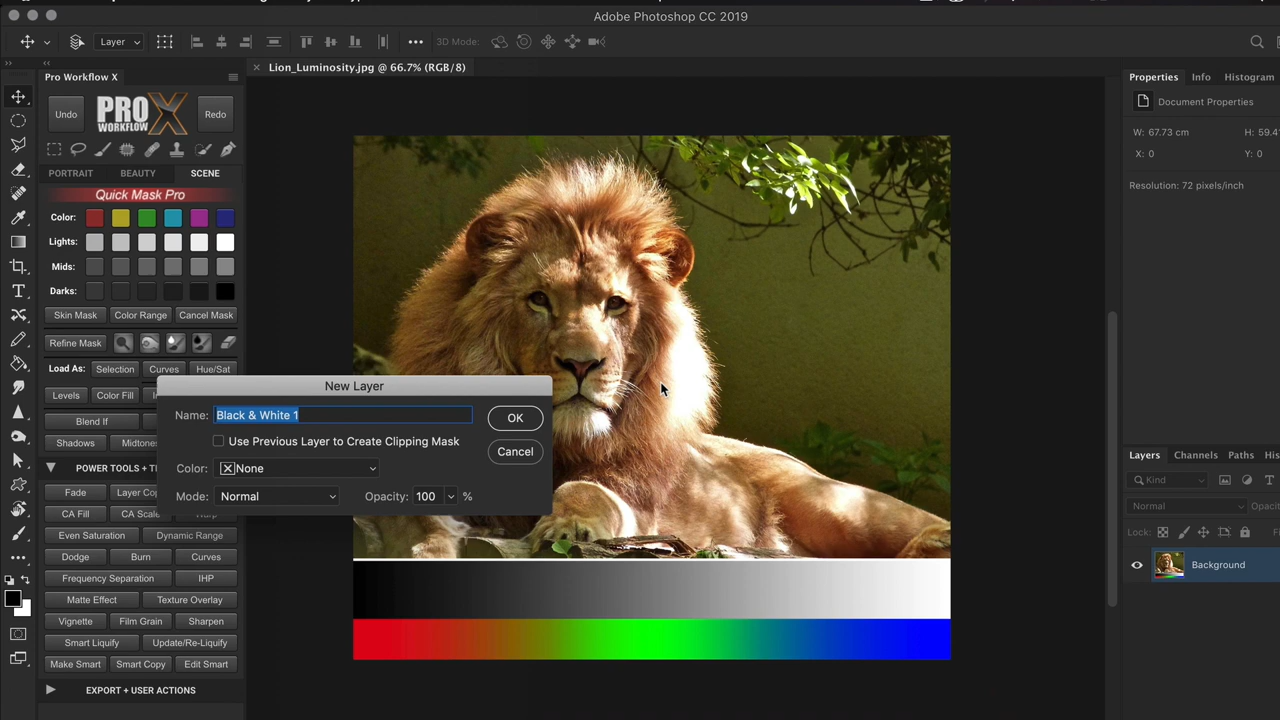 Adobe Photoshop CC 2019
Layer
3D Mode:
Pro Workflow X
Lion_Luminosity.jpg @ 66.7% (RGB/8)
Properties Info Histogram
Undo
PRO X
WORKFLOW
Redo
Document Properties
W: 67.73 cm
X: 0
Y: 0
Resolution: 72 pixels/inch
PORTRAIT BEAUTY SCENE
Quick Mask Pro
Color:
Lights:
Mids:
Darks:
Skin Mask Color Range Cancel Mask
Refine Mask
Load As: Selection Curves Hue/Sat
Levels Color Fill
Blend If
Shadows
POWER TOOLS +
Fade
CA Fill
Even Saturation Dynamic Range
Dodge Burn Curves
Frequency Separation IHP
Matte Effect Texture Overlay
Vignette Film Grain Sharpen
Smart Liquify Update/Re-Liquify
Make Smart Smart Copy Edit Smart
EXPORT + USER ACTIONS
New Layer
Name: Black & White 1
OK
Use Previous Layer to Create Clipping Mask
Cancel
Color: None
Mode: Normal Opacity: 100 %
Layers Channels Paths
Kind
Normal
Lock:
Background